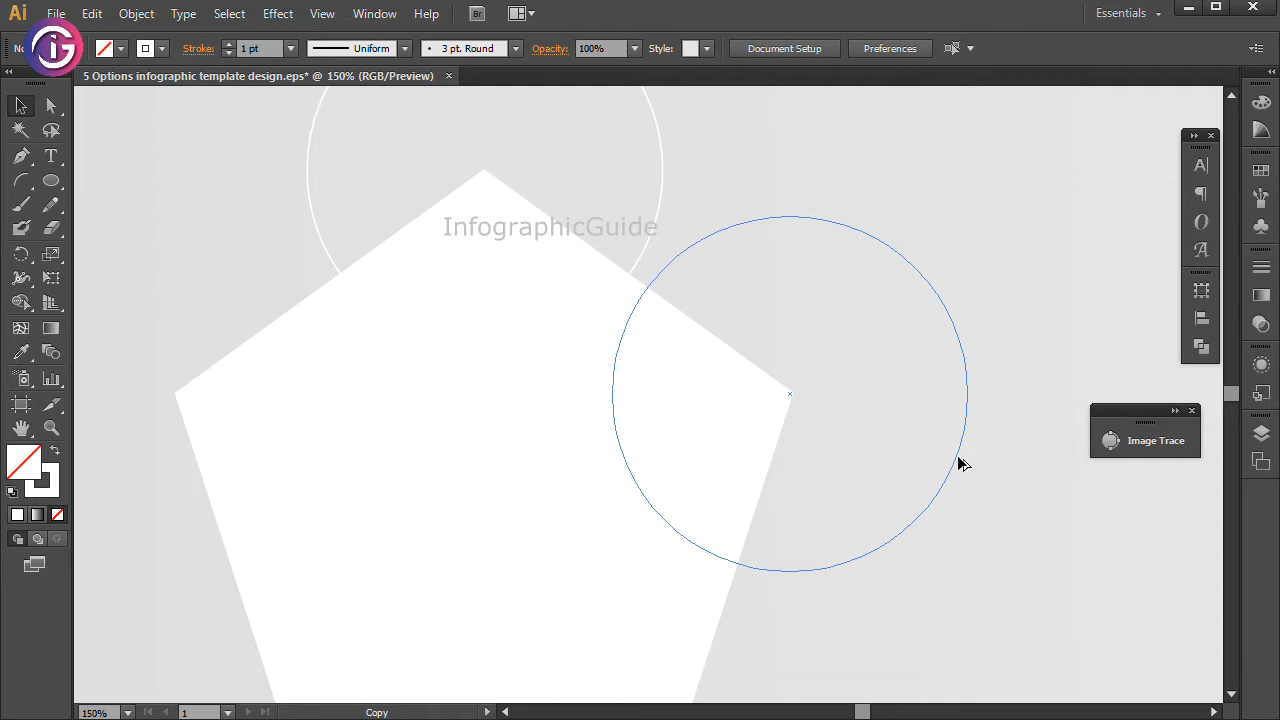 Ai File Edit Object Type Select Effect View Window Help Br Essentials
Stroke: 1 pt Uniform 3 pt. Round Opacity: 100% Style: Document Setup Preferences
5 Options infographic template design.eps* @ 150% (RGB/Preview)
InfographicGuide
Image Trace
150% 1 Copy